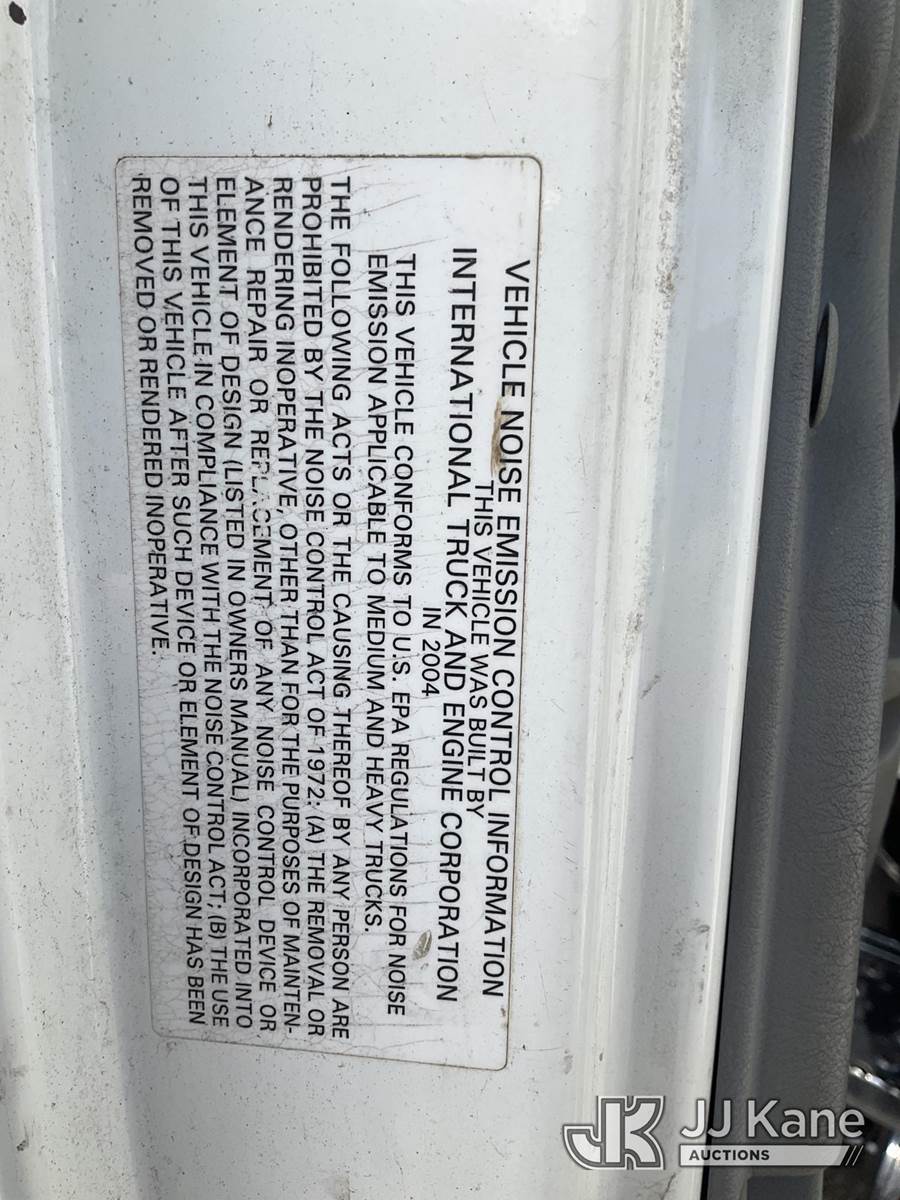 VEHICLE NOISE EMISSION CONTROL INFORMATION
THIS VEHICLE WAS BUILT BY
INTERNATIONAL TRUCK AND ENGINE CORPORATION
IN 2004
THIS VEHICLE CONFORMS TO U.S. EPA REGULATIONS FOR NOISE
EMISSION APPLICABLE TO MEDIUM AND HEAVY TRUCKS.
THE FOLLOWING ACTS OR THE CAUSING THEREOF BY ANY PERSON ARE
PROHIBITED BY THE NOISE CONTROL ACT OF 1972: (A) THE REMOVAL OR
RENDERING INOPERATIVE, OTHER THAN FOR THE PURPOSES OF MAINTEN-
ANCE REPAIR OR REPLACEMENT OF ANY NOISE CONTROL DEVICE OR
ELEMENT OF DESIGN (LISTED IN OWNERS MANUAL) INCORPORATED INTO
THIS VEHICLE IN COMPLIANCE WITH THE NOISE CONTROL ACT; (B) THE USE
OF THIS VEHICLE AFTER SUCH DEVICE OR ELEMENT OF DESIGN HAS BEEN
REMOVED OR RENDERED INOPERATIVE.
JK JJ Kane
AUCTIONS